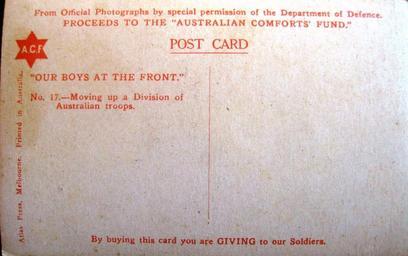 From Official Photographs by special permission of the Department of Defence.
PROCEEDS TO THE "AUSTRALIAN COMFORTS' FUND."
A.C.F
POST CARD
"OUR BOYS AT THE FRONT."
No. 17.—Moving up a Division of
Australian troops.
Atlas Press, Melbourne. Printed in Australia.
By buying this card you are GIVING to our Soldiers.